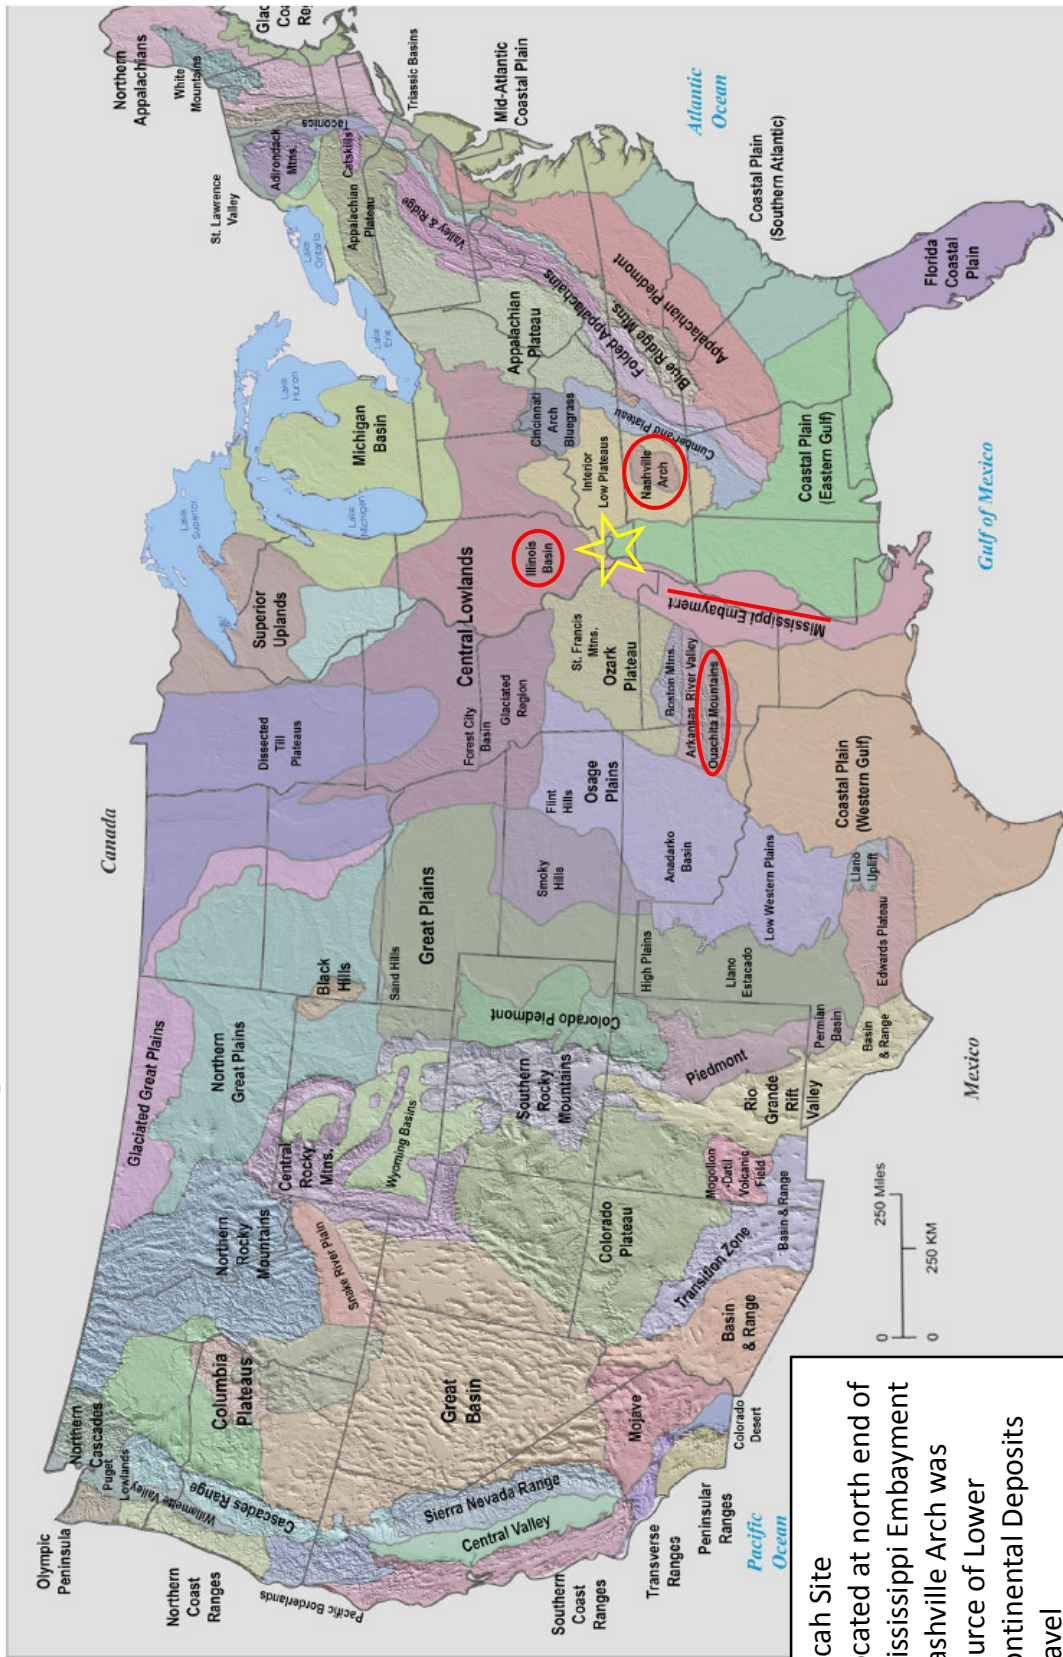 Canada
Mexico
Gulf of Mexico
Atlantic
Ocean
Pacific
Ocean
Olympic
Peninsula
Northern
Cascades
Puget
Lowlands
Willamette Valley
Cascades Range
Northern
Coast
Ranges
Pacific Borderlands
Columbia
Plateaus
Northern
Rocky
Mountains
Snake River Plain
Great
Basin
Sierra Nevada Range
Central Valley
Southern
Coast
Ranges
Transverse
Ranges
Peninsular
Ranges
Mojave
Colorado
Desert
Basin
& Range
Transition Zone
Basin & Range
Mogollon
-Datil
Volcanic
Field
Colorado
Plateau
Glaciated Great Plains
Northern
Great Plains
Central
Rocky
Mtns.
Wyoming Basins
Black
Hills
Southern
Rocky
Mountains
Colorado Piedmont
Sand Hills
Great Plains
Rio
Grande
Rift
Valley
Piedmont
Permian
Basin
Basin
& Range
High Plains
Llano
Estacado
Smoky
Hills
Flint
Hills
Osage
Plains
Anadarko
Basin
Low Western Plains
Edwards Plateau
Llano
Uplift
Coastal Plain
(Western Gulf)
Dissected
Till
Plateaus
Superior
Uplands
Central Lowlands
Forest City
Basin
Glaciated
Region
St. Francis
Mtns.
Ozark
Plateau
Boston Mtns.
Arkansas River Valley
Ouachita Mountains
Mississippi Embayment
Illinois
Basin
Michigan
Basin
Lake
Superior
Lake
Michigan
Lake
Huron
Lake
Erie
Lake
Ontario
Interior
Low Plateaus
Cincinnati
Arch
Bluegrass
Nashville
Arch
Cumberland Plateau
Appalachian
Plateau
Folded Appalachians
Valley & Ridge
Blue Ridge Mtns.
Appalachian Piedmont
Coastal Plain
(Eastern Gulf)
Florida
Coastal
Plain
Coastal Plain
(Southern Atlantic)
Mid-Atlantic
Coastal Plain
Triassic Basins
St. Lawrence
Valley
Adirondack
Mtns.
Taconics
Catskills
Appalachian
Plateau
White
Mountains
Northern
Appalachians
Glac
Coa
Re
0 250 Miles
0 250 KM
cah Site
ocated at north end of
ississippi Embayment
ashville Arch was
urce of Lower
ontinental Deposits
avel